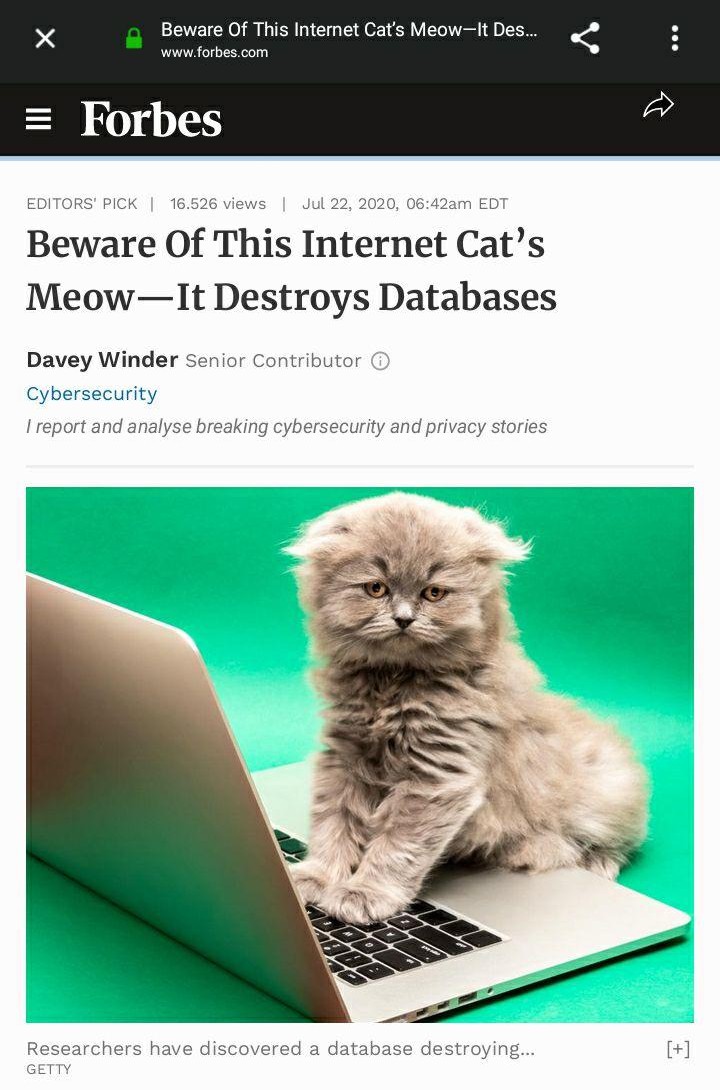 Beware Of This Internet Cat's Meow—It Des...
www.forbes.com
Forbes
EDITORS' PICK | 16.526 views | Jul 22, 2020, 06:42am EDT
Beware Of This Internet Cat's
Meow—It Destroys Databases
Davey Winder Senior Contributor
Cybersecurity
I report and analyse breaking cybersecurity and privacy stories
Researchers have discovered a database destroying... [+]
GETTY